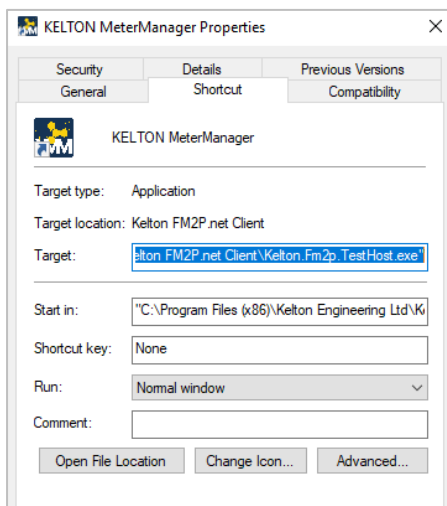 KELTON MeterManager Properties
Security Details Previous Versions
General Shortcut Compatibility
KELTON MeterManager
Target type: Application
Target location: Kelton FM2P.net Client
Target: elton FM2P.net Client\Kelton.Fm2p.TestHost.exe"
Start in: "C:\Program Files (x86)\Kelton Engineering Ltd\K
Shortcut key: None
Run: Normal window
Comment:
Open File Location Change Icon... Advanced...